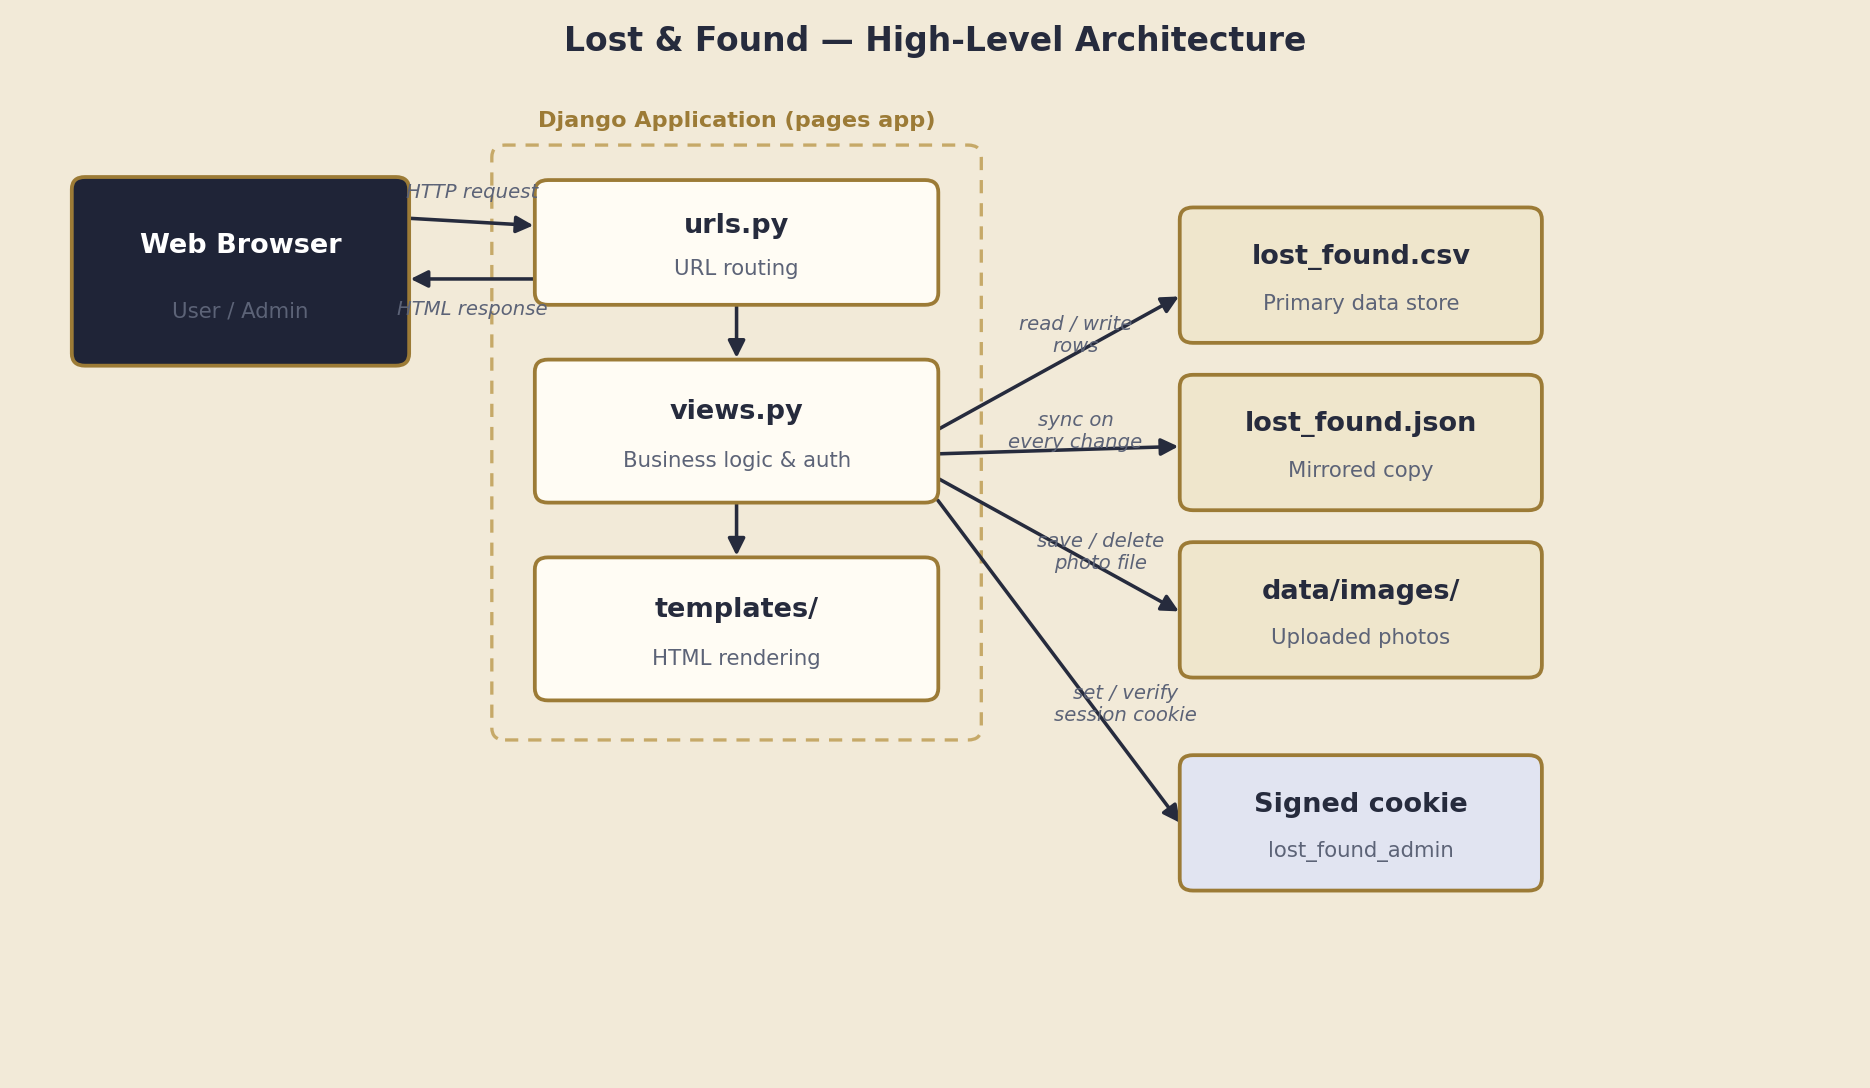 Lost & Found — High-Level Architecture
Django Application (pages app)
Web Browser
User / Admin
HTTP request
HTML response
urls.py
URL routing
views.py
Business logic & auth
templates/
HTML rendering
read / write
rows
sync on
every change
save / delete
photo file
set / verify
session cookie
lost_found.csv
Primary data store
lost_found.json
Mirrored copy
data/images/
Uploaded photos
Signed cookie
lost_found_admin